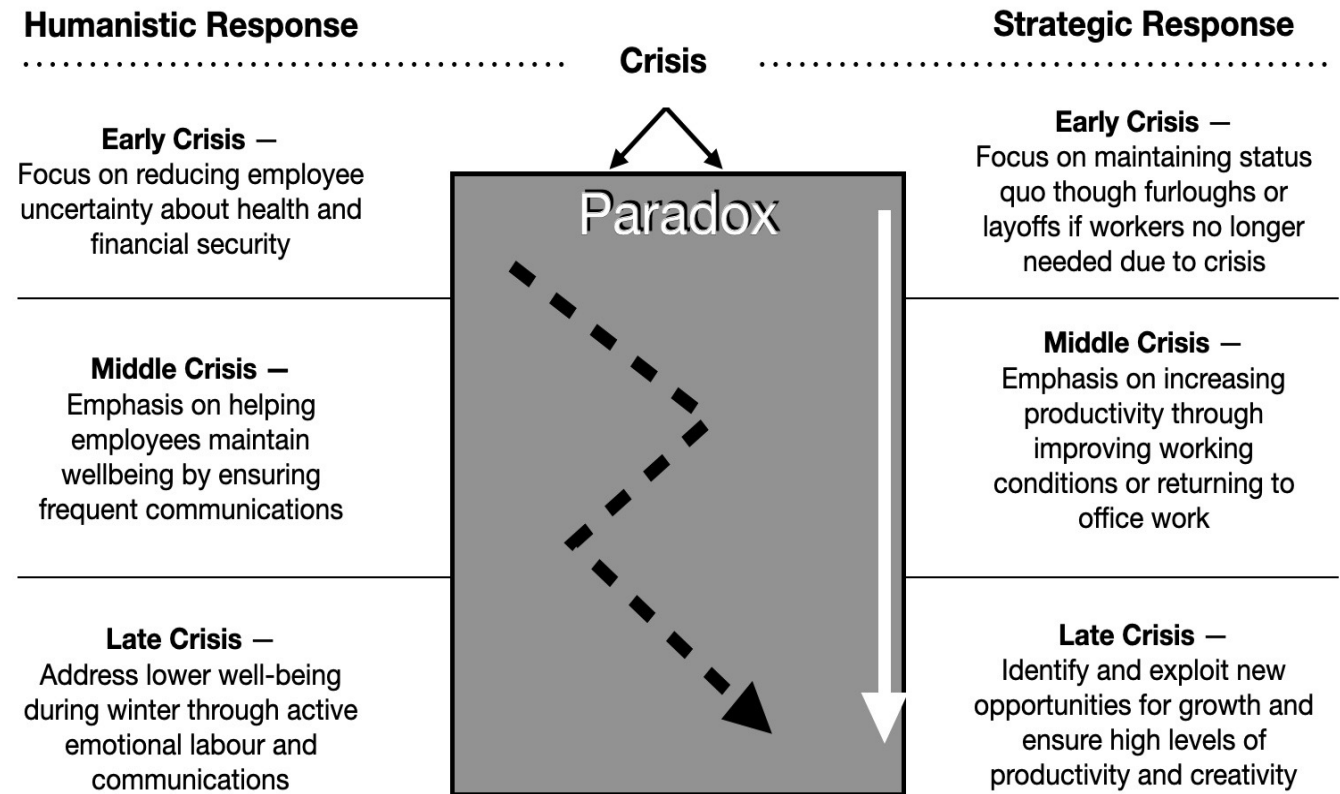 Humanistic Response
Crisis
Strategic Response
Early Crisis —
Focus on reducing employee
uncertainty about health and
financial security
Early Crisis —
Focus on maintaining status
quo though furloughs or
layoffs if workers no longer
needed due to crisis
Paradox
Middle Crisis —
Emphasis on helping
employees maintain
wellbeing by ensuring
frequent communications
Middle Crisis —
Emphasis on increasing
productivity through
improving working
conditions or returning to
office work
Late Crisis —
Address lower well-being
during winter through active
emotional labour and
communications
Late Crisis —
Identify and exploit new
opportunities for growth and
ensure high levels of
productivity and creativity